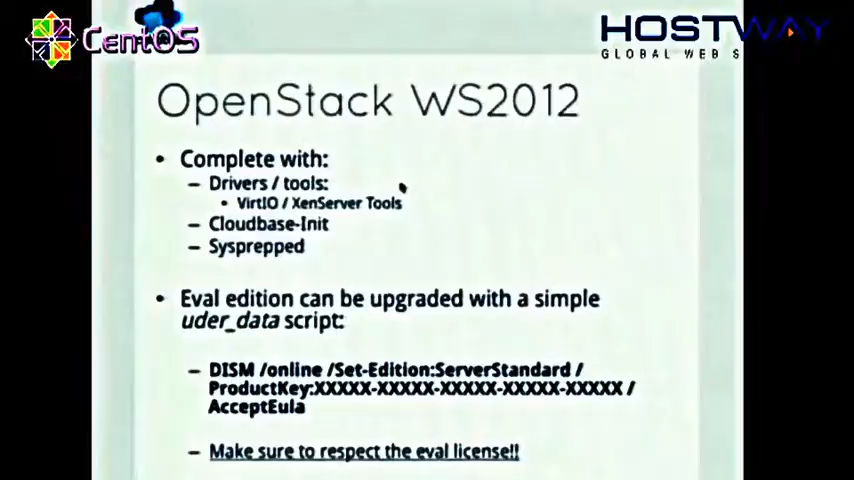 CentOS
HOSTWAY
GLOBAL WEB S
OpenStack WS2012
• Complete with:
– Drivers / tools:
• VirtIO / XenServer Tools
– Cloudbase-Init
– Sysprepped
• Eval edition can be upgraded with a simple
uder_data script:
– DISM /online /Set-Edition:ServerStandard /
ProductKey:XXXXX-XXXXX-XXXXX-XXXXX-XXXXX /
AcceptEula
– Make sure to respect the eval license!!